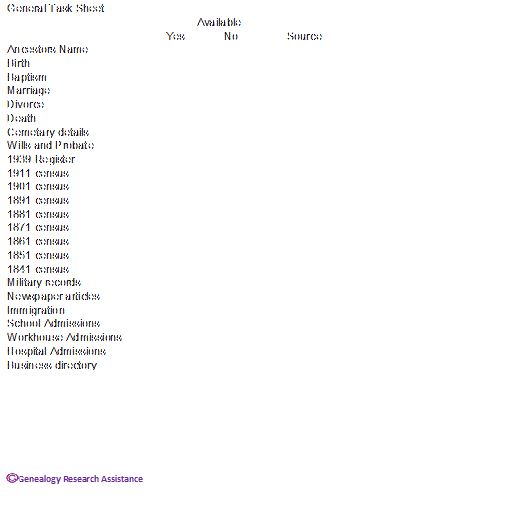 General Task Sheet
Available
Yes No Source
Ancestors Name
Birth
Baptism
Marriage
Divorce
Death
Cemetary details
Wills and Probate
1939 Register
1911 census
1901 census
1891 census
1881 census
1871 census
1861 census
1851 census
1841 census
Military records
Newspaper articles
Immigration
School Admissions
Workhouse Admissions
Hospital Admissions
Business directory
©Genealogy Research Assistance